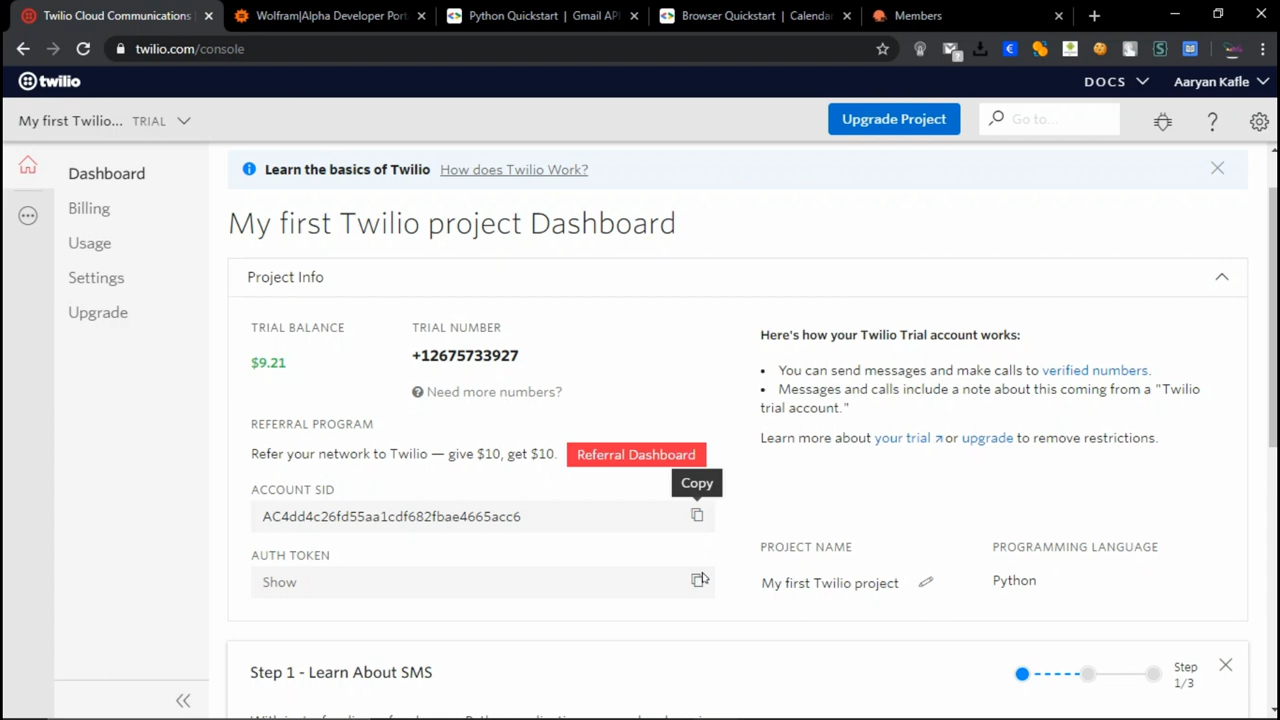 Twilio Cloud Communications
Wolfram|Alpha Developer Port
Python Quickstart | Gmail API
Browser Quickstart | Calenda
Members
twilio.com/console
7
twilio
DOCS
Aaryan Kafle
My first Twilio... TRIAL
Upgrade Project
Go to...
Learn the basics of Twilio How does Twilio Work?
Dashboard
Billing
Usage
Settings
Upgrade
My first Twilio project Dashboard
Project Info
TRIAL BALANCE
$9.21
TRIAL NUMBER
+12675733927
Need more numbers?
REFERRAL PROGRAM
Refer your network to Twilio — give $10, get $10.
Referral Dashboard
Copy
ACCOUNT SID
AC4dd4c26fd55aa1cdf682fbae4665acc6
AUTH TOKEN
Show
Here's how your Twilio Trial account works:
• You can send messages and make calls to verified numbers.
• Messages and calls include a note about this coming from a "Twilio
trial account."
Learn more about your trial or upgrade to remove restrictions.
PROJECT NAME
My first Twilio project
PROGRAMMING LANGUAGE
Python
Step 1 - Learn About SMS
Step
1/3